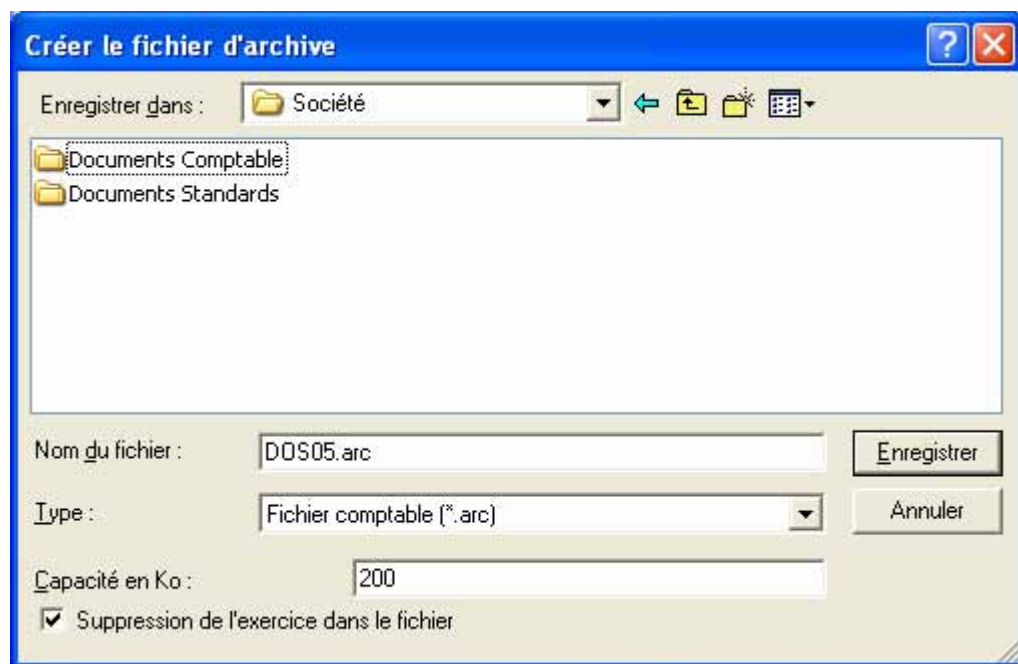 Créer le fichier d'archive
Enregistrer dans :
Société
Documents Comptable
Documents Standards
Nom du fichier :
DOS05.arc
Enregistrer
Type :
Fichier comptable (*.arc)
Annuler
Capacité en Ko :
200
Suppression de l'exercice dans le fichier